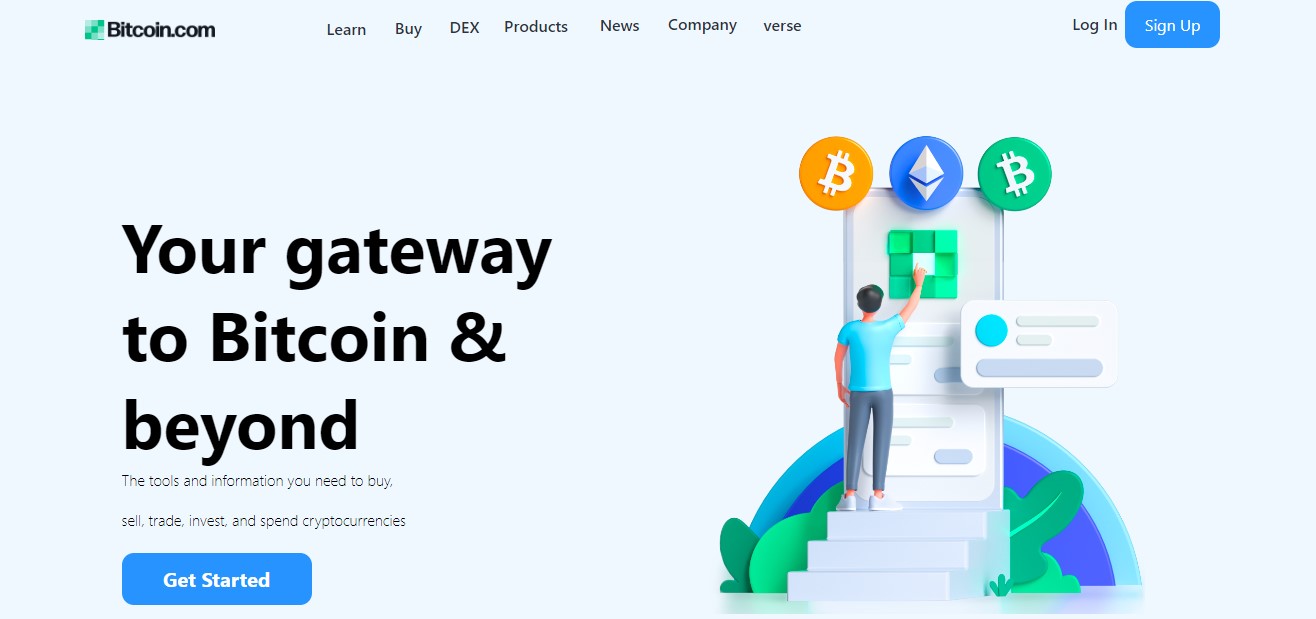 Bitcoin.com
Learn Buy DEX Products News Company verse
Log In Sign Up
Your gateway
to Bitcoin &
beyond
The tools and information you need to buy,
sell, trade, invest, and spend cryptocurrencies
Get Started